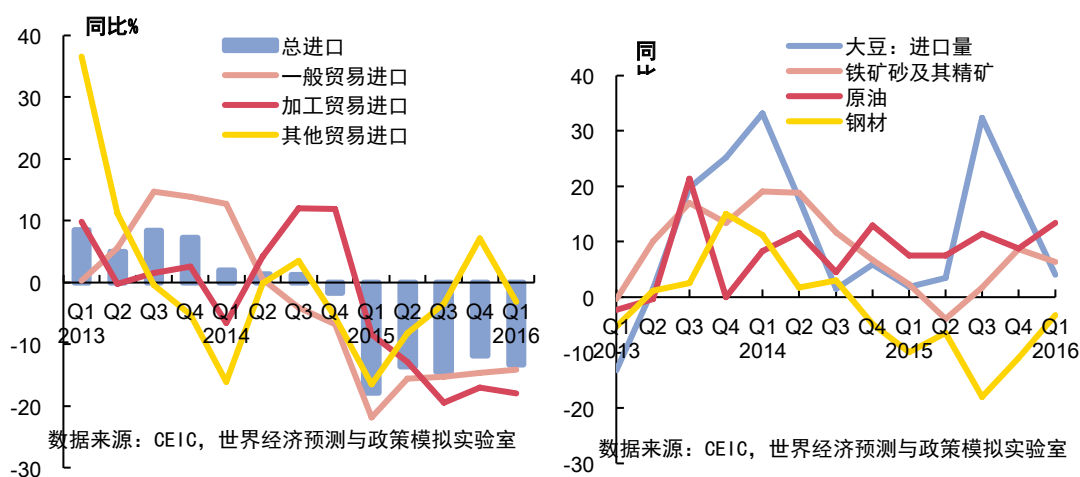 同比%
总进口
一般贸易进口
加工贸易进口
其他贸易进口
40
30
20
10
0
-10
-20
-30
Q1 Q2 Q3 Q4 Q1 Q2 Q3 Q4 Q1 Q2 Q3 Q4 Q1
2013 2014 2015 2016
数据来源：CEIC，世界经济预测与政策模拟实验室
同比
大豆：进口量
铁矿砂及其精矿
原油
钢材
40
30
20
10
0
-10
-20
-30
Q1 Q2 Q3 Q4 Q1 Q2 Q3 Q4 Q1 Q2 Q3 Q4 Q1
2013 2014 2015 2016
数据来源：CEIC，世界经济预测与政策模拟实验室